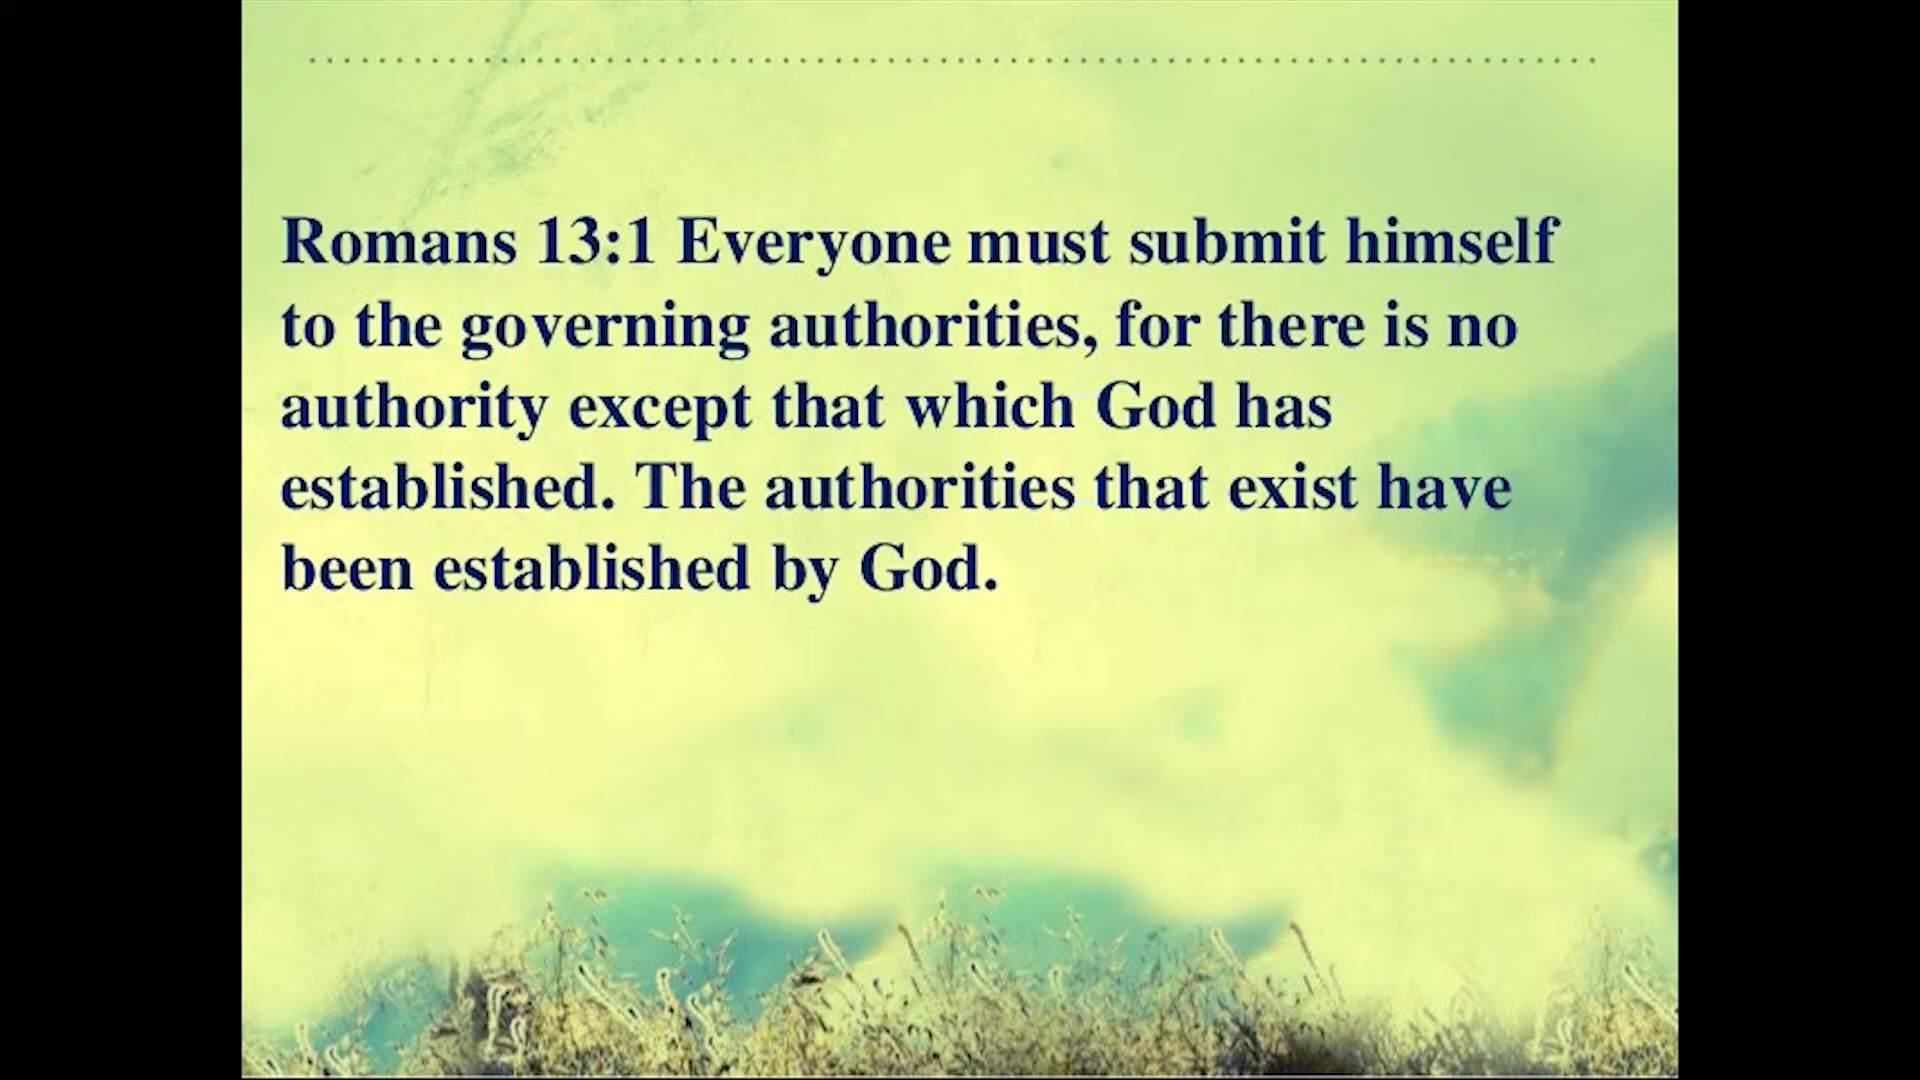 Romans 13:1 Everyone must submit himself
to the governing authorities, for there is no
authority except that which God has
established. The authorities that exist have
been established by God.